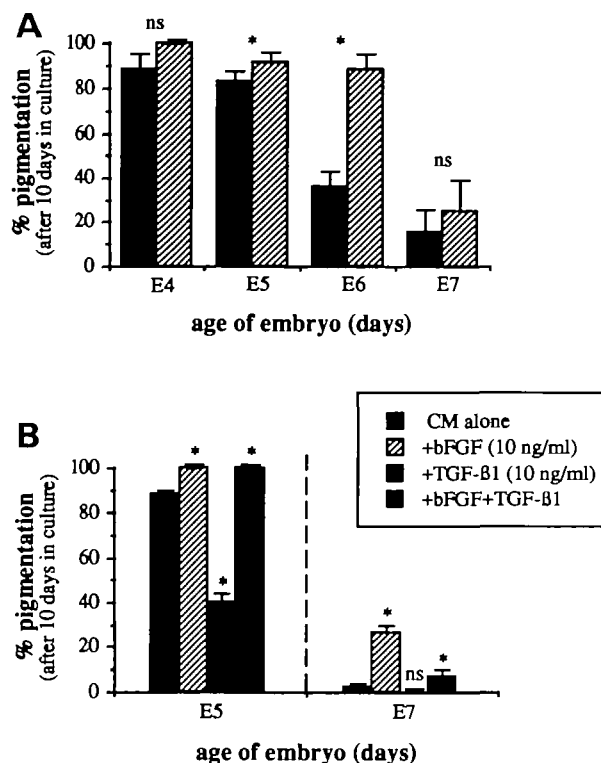 A
ns
*
*
ns
100
80
60
40
20
0
% pigmentation
(after 10 days in culture)
E4
E5
E6
E7
age of embryo (days)
B
CM alone
+bFGF (10 ng/ml)
+TGF-ß1 (10 ng/ml)
+bFGF+TGF-ß1
*
*
*
*
ns
*
100
80
60
40
20
0
% pigmentation
(after 10 days in culture)
E5
E7
age of embryo (days)